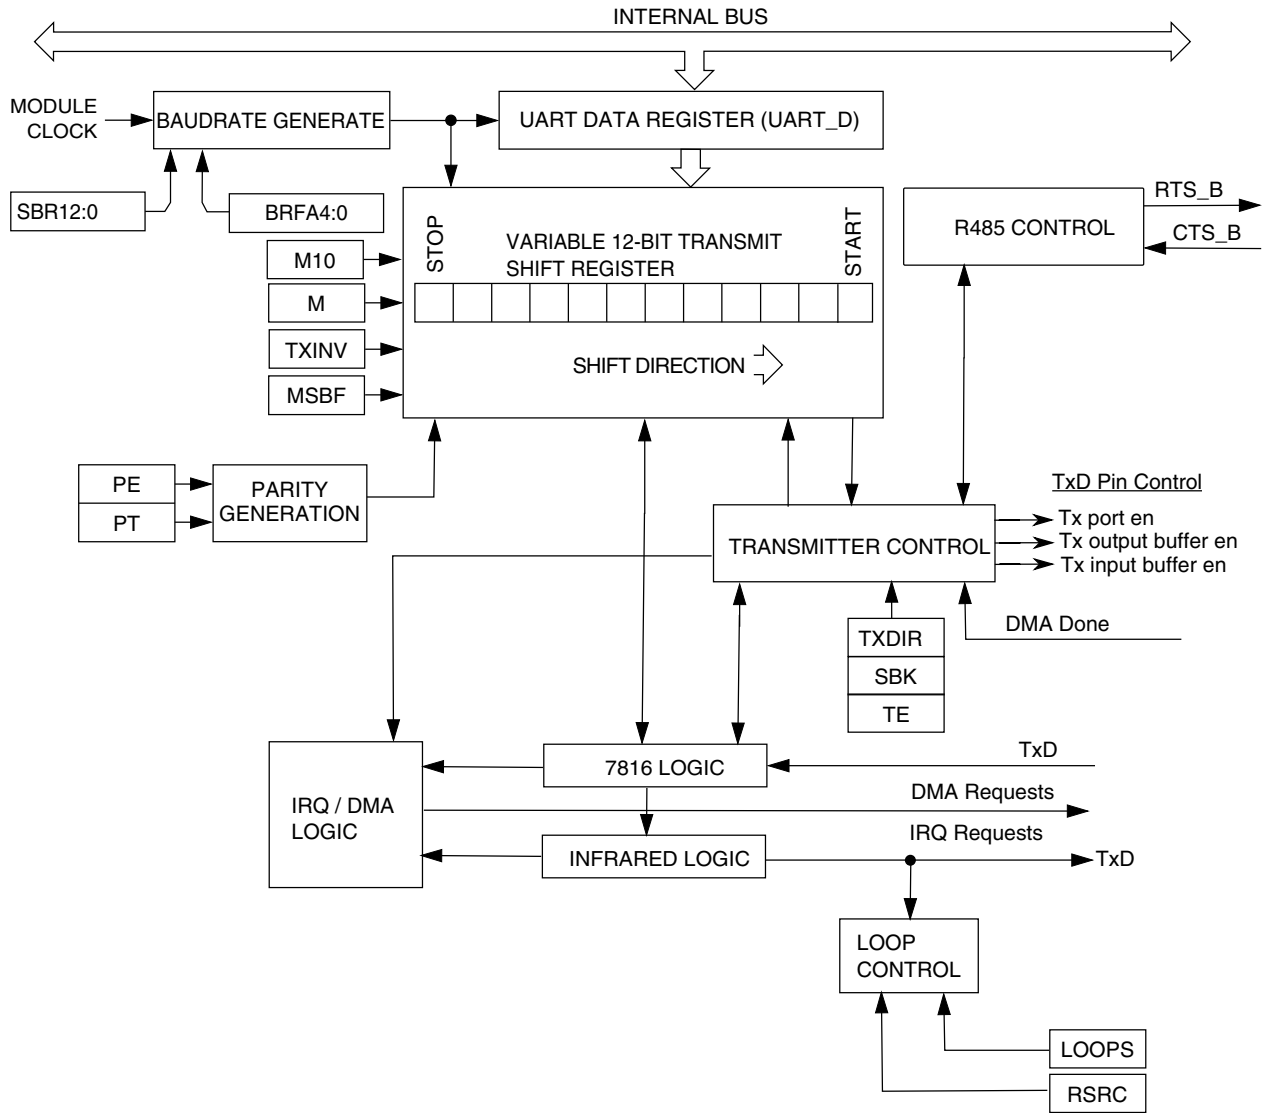 INTERNAL BUS
MODULE
CLOCK
BAUDRATE GENERATE
UART DATA REGISTER (UART_D)
SBR12:0
BRFA4:0
RTS_B
R485 CONTROL
CTS_B
STOP
VARIABLE 12-BIT TRANSMIT
SHIFT REGISTER
START
M10
M
TXINV
SHIFT DIRECTION
MSBF
PE
PT
PARITY
GENERATION
TxD Pin Control
Tx port en
TRANSMITTER CONTROL
Tx output buffer en
Tx input buffer en
DMA Done
TXDIR
SBK
TE
TxD
7816 LOGIC
DMA Requests
IRQ / DMA
LOGIC
IRQ Requests
INFRARED LOGIC
TxD
LOOP
CONTROL
LOOPS
RSRC